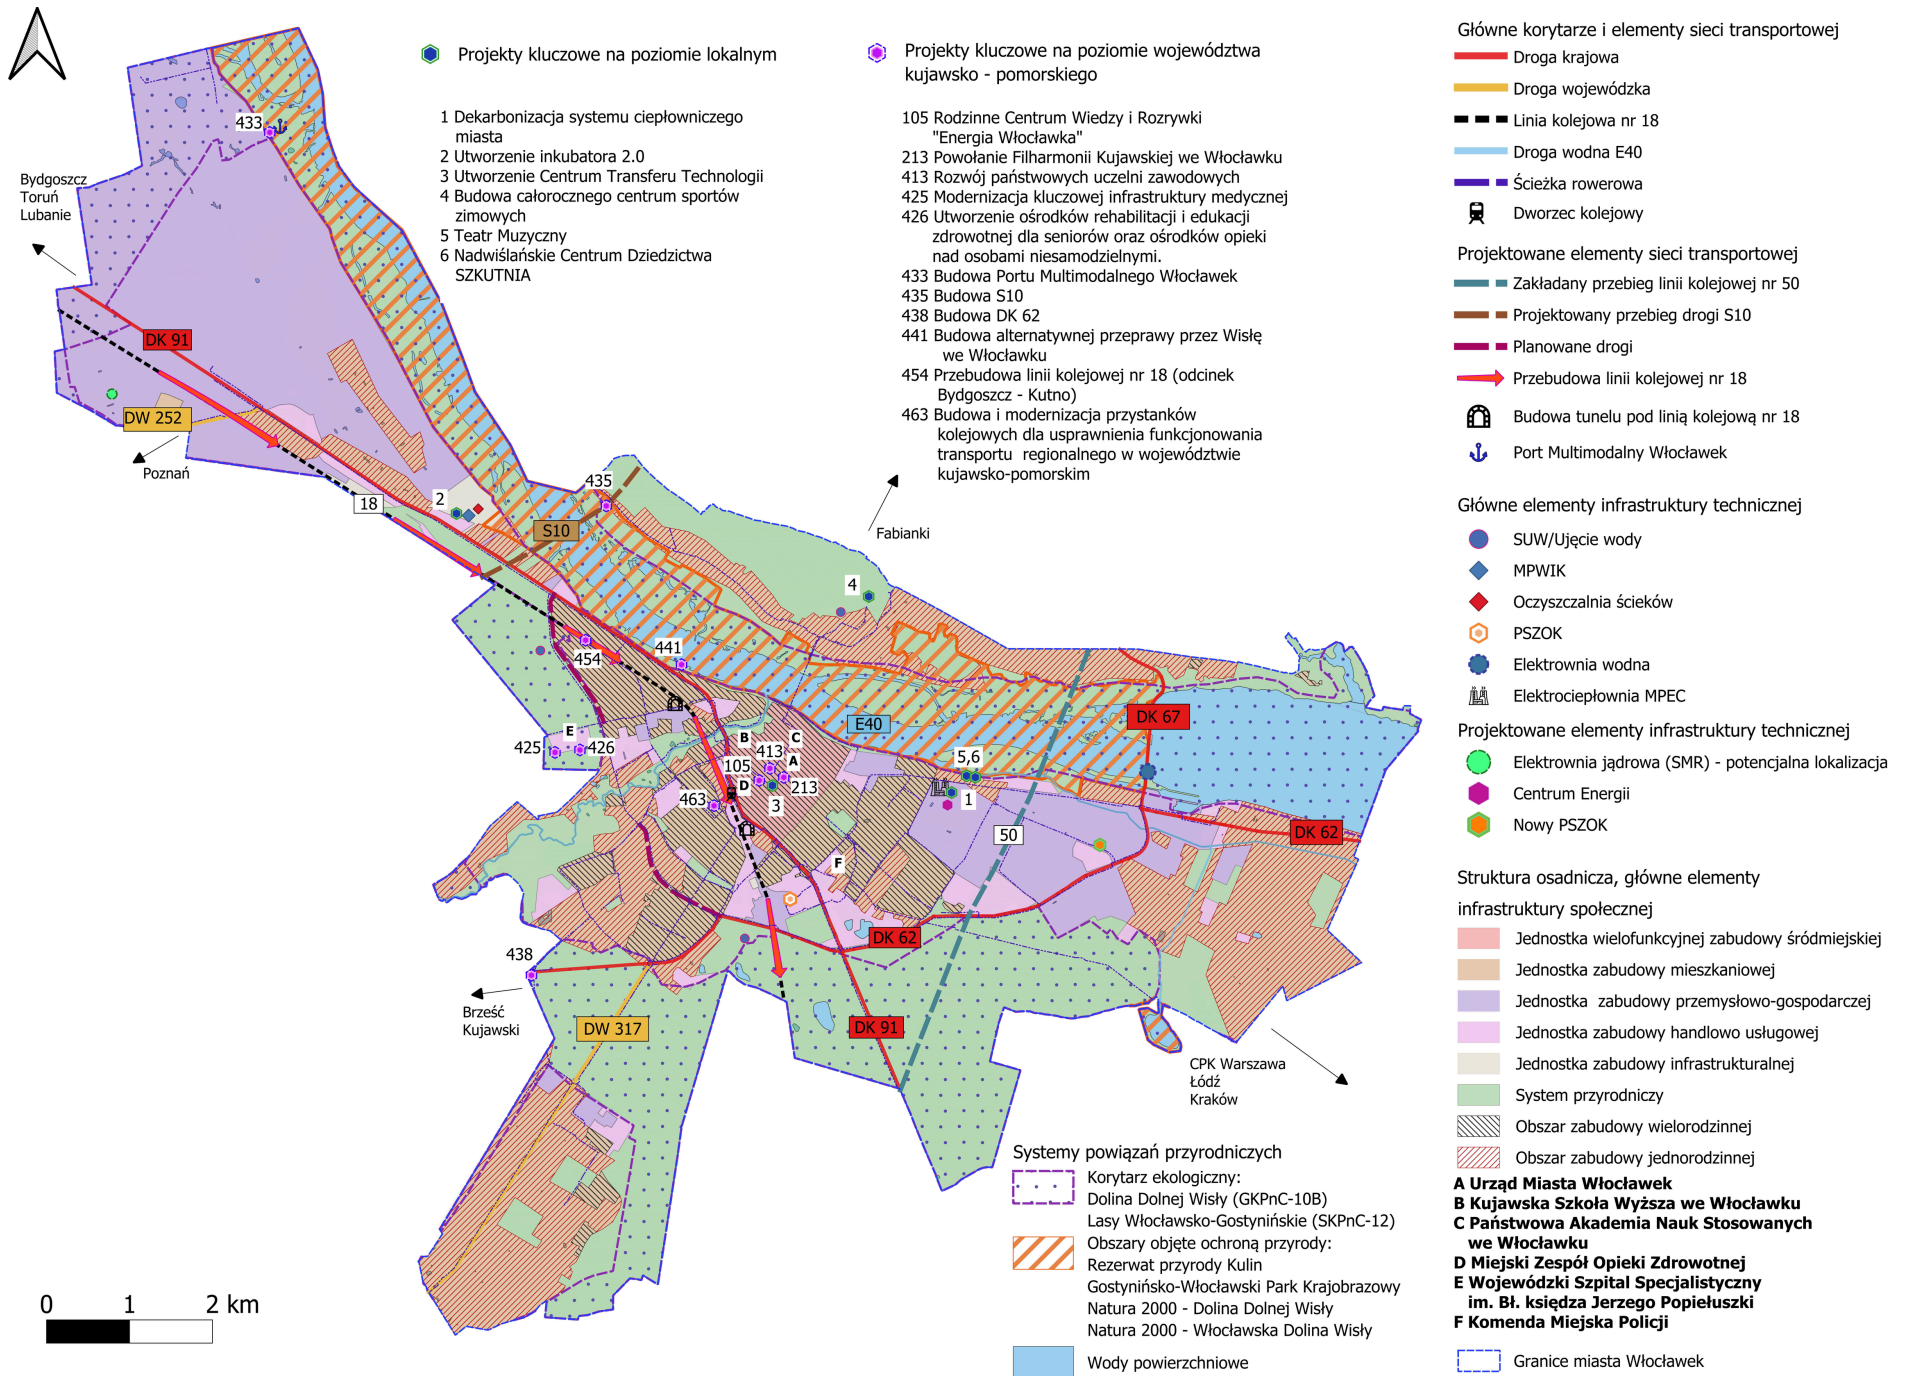 Projekty kluczowe na poziomie lokalnym
1 Dekarbonizacja systemu ciepłowniczego
miasta
2 Utworzenie inkubatora 2.0
3 Utworzenie Centrum Transferu Technologii
4 Budowa całorocznego centrum sportów
zimowych
5 Teatr Muzyczny
6 Nadwiślańskie Centrum Dziedzictwa
SZKUTNIA
Projekty kluczowe na poziomie województwa
kujawsko - pomorskiego
105 Rodzinne Centrum Wiedzy i Rozrywki
"Energia Włocławka"
213 Powołanie Filharmonii Kujawskiej we Włocławku
413 Rozwój państwowych uczelni zawodowych
425 Modernizacja kluczowej infrastruktury medycznej
426 Utworzenie ośrodków rehabilitacji i edukacji
zdrowotnej dla seniorów oraz ośrodków opieki
nad osobami niesamodzielnymi.
433 Budowa Portu Multimodalnego Włocławek
435 Budowa S10
438 Budowa DK 62
441 Budowa alternatywnej przeprawy przez Wisłę
we Włocławku
454 Przebudowa linii kolejowej nr 18 (odcinek
Bydgoszcz - Kutno)
463 Budowa i modernizacja przystanków
kolejowych dla usprawnienia funkcjonowania
transportu regionalnego w województwie
kujawsko-pomorskim
Główne korytarze i elementy sieci transportowej
Droga krajowa
Droga wojewódzka
Linia kolejowa nr 18
Droga wodna E40
Ścieżka rowerowa
Dworzec kolejowy
Projektowane elementy sieci transportowej
Zakładany przebieg linii kolejowej nr 50
Projektowany przebieg drogi S10
Planowane drogi
Przebudowa linii kolejowej nr 18
Budowa tunelu pod linią kolejową nr 18
Port Multimodalny Włocławek
Główne elementy infrastruktury technicznej
SUW/Ujęcie wody
MPWIK
Oczyszczalnia ścieków
PSZOK
Elektrownia wodna
Elektrociepłownia MPEC
Projektowane elementy infrastruktury technicznej
Elektrownia jądrowa (SMR) - potencjalna lokalizacja
Centrum Energii
Nowy PSZOK
Struktura osadnicza, główne elementy
infrastruktury społecznej
Jednostka wielofunkcyjnej zabudowy śródmiejskiej
Jednostka zabudowy mieszkaniowej
Jednostka zabudowy przemysłowo-gospodarczej
Jednostka zabudowy handlowo usługowej
Jednostka zabudowy infrastrukturalnej
System przyrodniczy
Obszar zabudowy wielorodzinnej
Obszar zabudowy jednorodzinnej
A Urząd Miasta Włocławek
B Kujawska Szkoła Wyższa we Włocławku
C Państwowa Akademia Nauk Stosowanych
we Włocławku
D Miejski Zespół Opieki Zdrowotnej
E Wojewódzki Szpital Specjalistyczny
im. Bł. księdza Jerzego Popiełuszki
F Komenda Miejska Policji
Granice miasta Włocławek
Systemy powiązań przyrodniczych
Korytarz ekologiczny:
Dolina Dolnej Wisły (GKPnC-10B)
Lasy Włocławsko-Gostynińskie (SKPnC-12)
Obszary objęte ochroną przyrody:
Rezerwat przyrody Kulin
Gostynińsko-Włocławski Park Krajobrazowy
Natura 2000 - Dolina Dolnej Wisły
Natura 2000 - Włocławska Dolina Wisły
Wody powierzchniowe
433
Bydgoszcz
Toruń
Lubanie
DK 91
DW 252
Poznań
18
2
435
S10
Fabianki
4
454
441
E40
DK 67
E
425
426
B
C
413
A
105
D
213
3
463
5,6
1
50
DK 62
F
DK 62
438
Brześć
Kujawski
DW 317
DK 91
CPK Warszawa
Łódź
Kraków
0 1 2 km